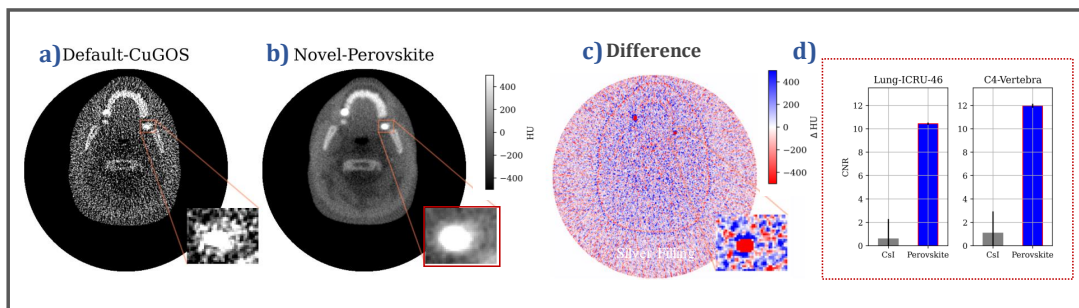 a) Default-CuGOS
b) Novel-Perovskite
400
200
0
−200
−400
HU
c) Difference
400
200
0
−200
−400
Δ HU
Silver Filling
d)
Lung-ICRU-46
C4-Vertebra
CNR
12
10
8
6
4
2
0
CsI Perovskite
12
10
8
6
4
2
0
CsI Perovskite